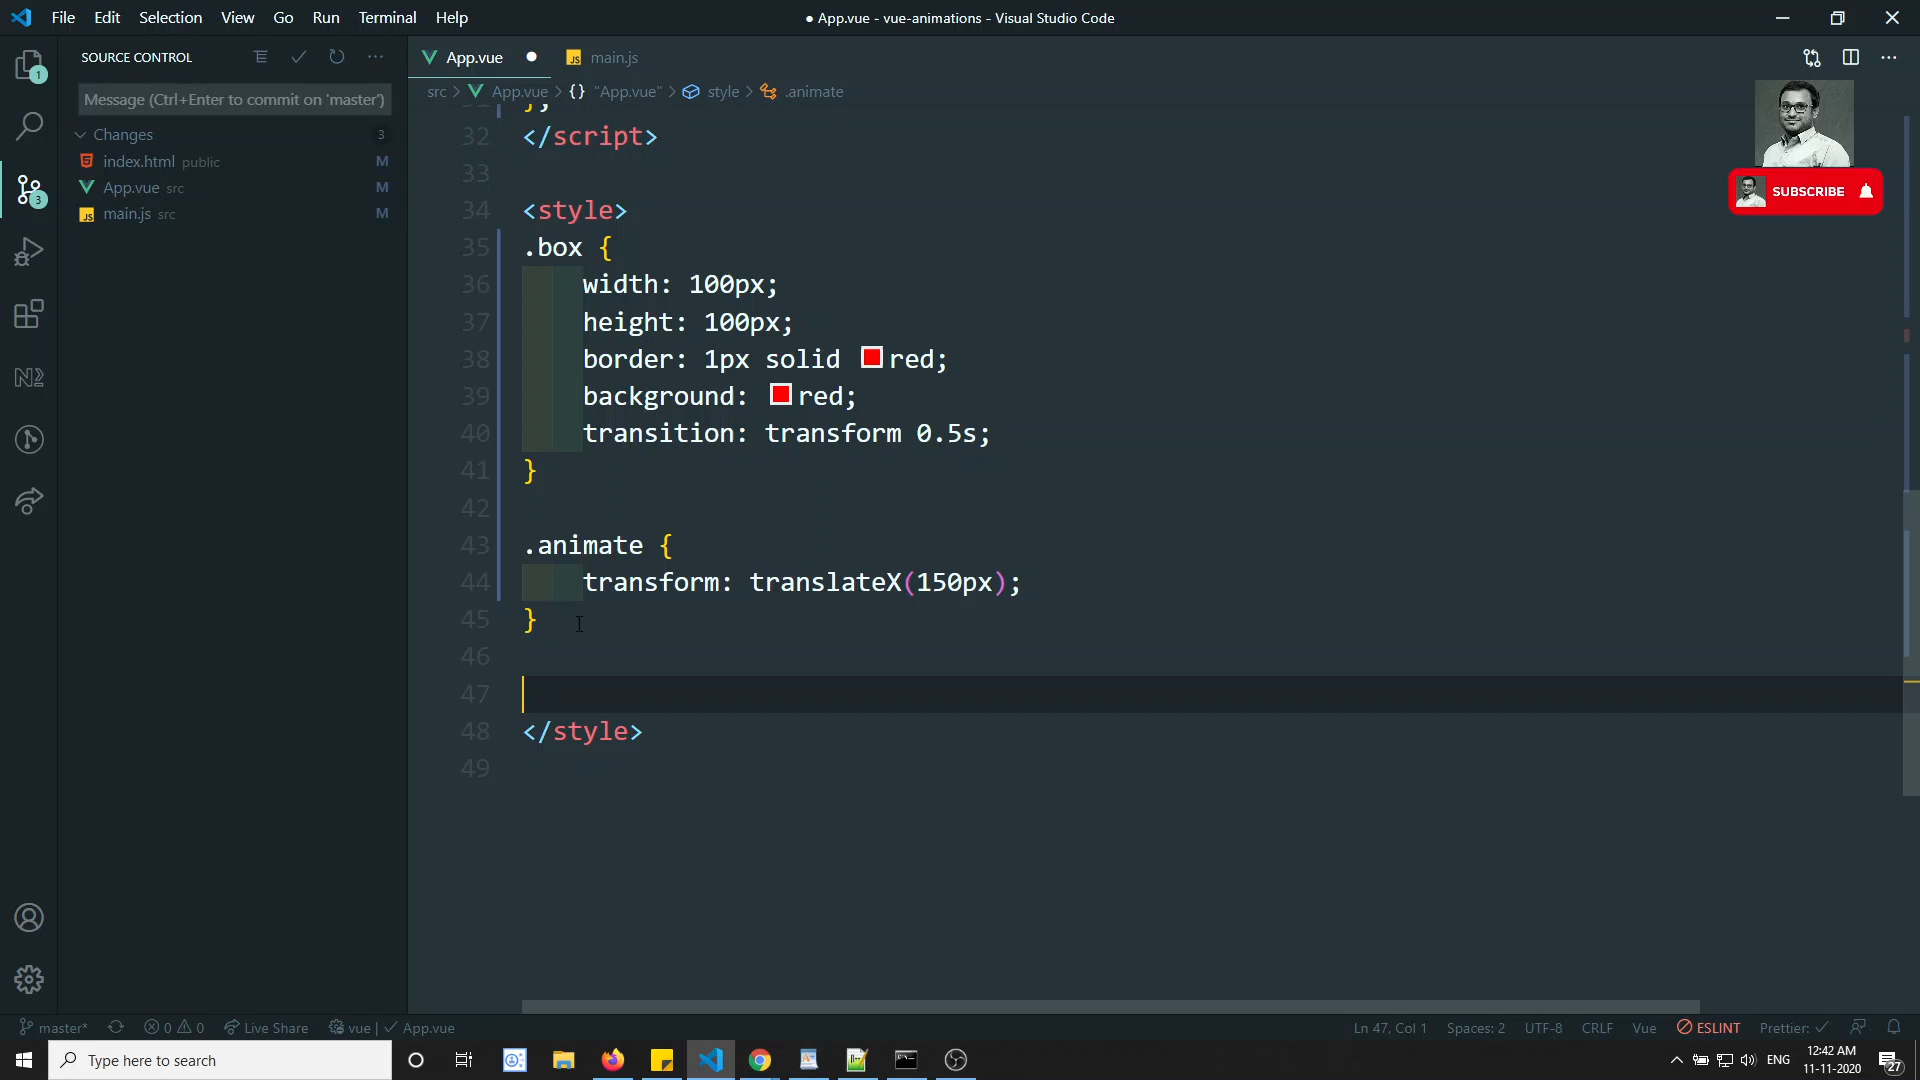 File Edit Selection View Go Run Terminal Help
● App.vue - vue-animations - Visual Studio Code
SOURCE CONTROL
App.vue
JS main.js
src > App.vue > {} "App.vue" > style > .animate
Message (Ctrl+Enter to commit on 'master')
Changes 3
index.html public M
App.vue src M
JS main.js src M
1
3
SUBSCRIBE
32 </script>
33
34 <style>
35 .box {
36 width: 100px;
37 height: 100px;
38 border: 1px solid red;
39 background: red;
40 transition: transform 0.5s;
41 }
42
43 .animate {
44 transform: translateX(150px);
45 }
46
47
48 </style>
49
master* 0 0 Live Share vue | ✓ App.vue
Ln 47, Col 1 Spaces: 2 UTF-8 CRLF Vue ESLINT Prettier: ✓
Type here to search
ENG 12:42 AM
11-11-2020
27